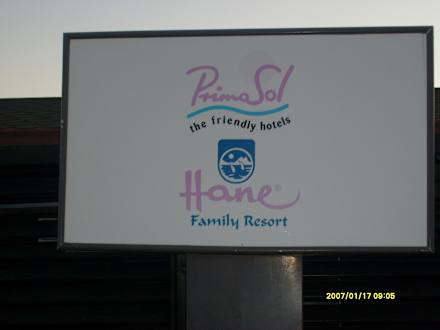 PrimaSol
the friendly hotels
Hane®
Family Resort
2007/01/17 09:05